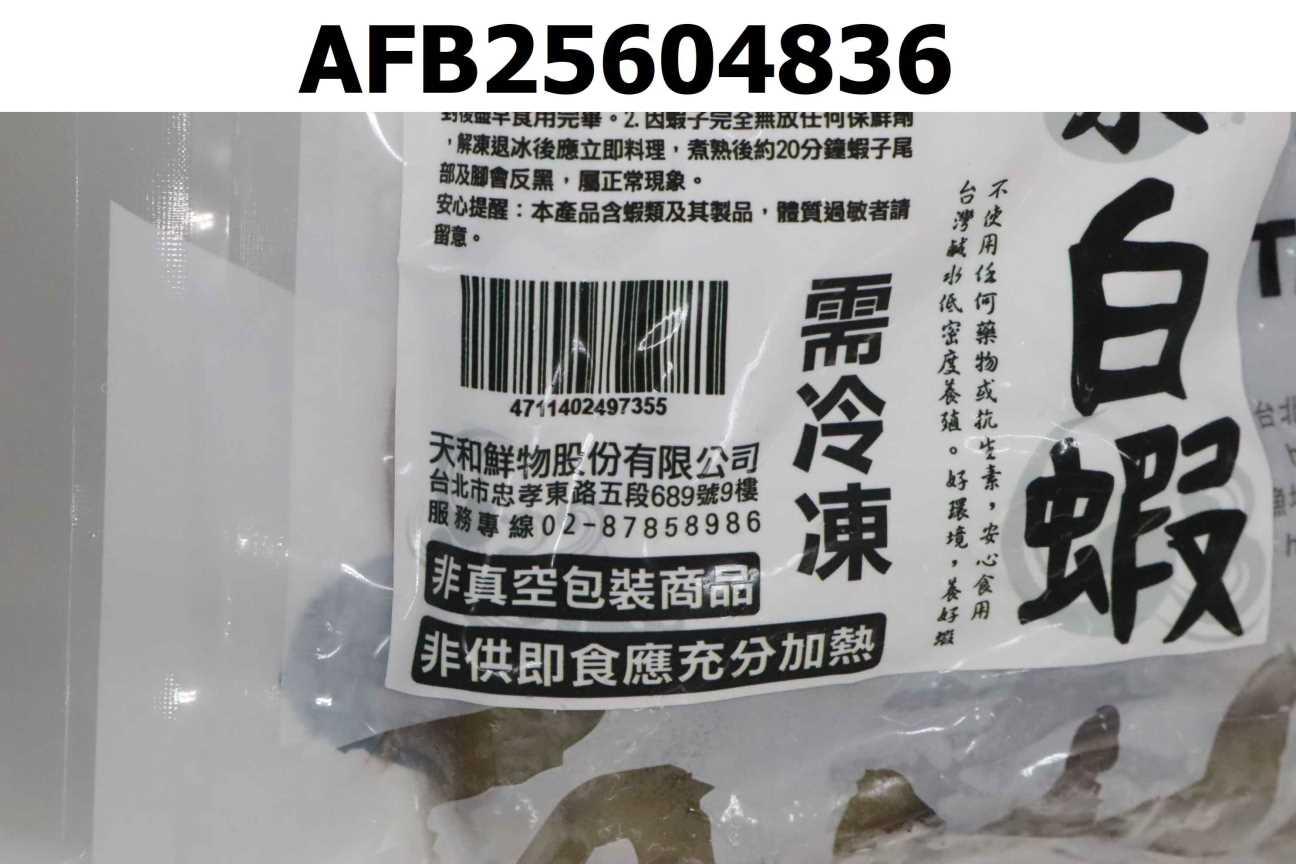 AFB25604836
封後儘早食用完畢。2.因蝦子完全無放任何保鮮劑
，解凍退冰後應立即料理，煮熟後約20分鐘蝦子尾
部及腳會反黑，屬正常現象。
安心提醒：本產品含蝦類及其製品，體質過敏者請
留意。
4711402497355
天和鮮物股份有限公司
台北市忠孝東路五段689號9樓
服務專線02-87858986
非真空包裝商品
非供即食應充分加熱
需冷凍
不使用任何藥物或抗生素，安心食用
台灣鹹水低密度養殖。好環境，養好蝦
白蝦
台北